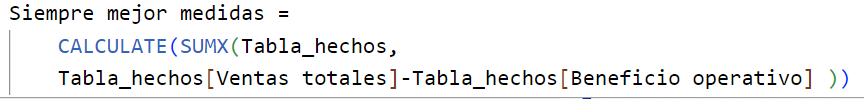 Siempre mejor medidas =
CALCULATE(SUMX(Tabla_hechos,
Tabla_hechos[Ventas totales]-Tabla_hechos[Beneficio operativo] ))